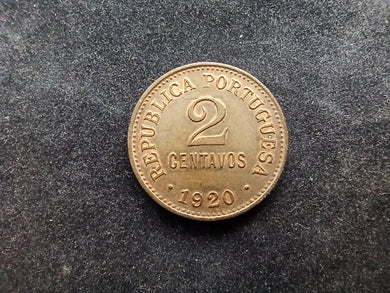 REPUBLICA PORTUGUESA
2
CENTAVOS
• 1920 •